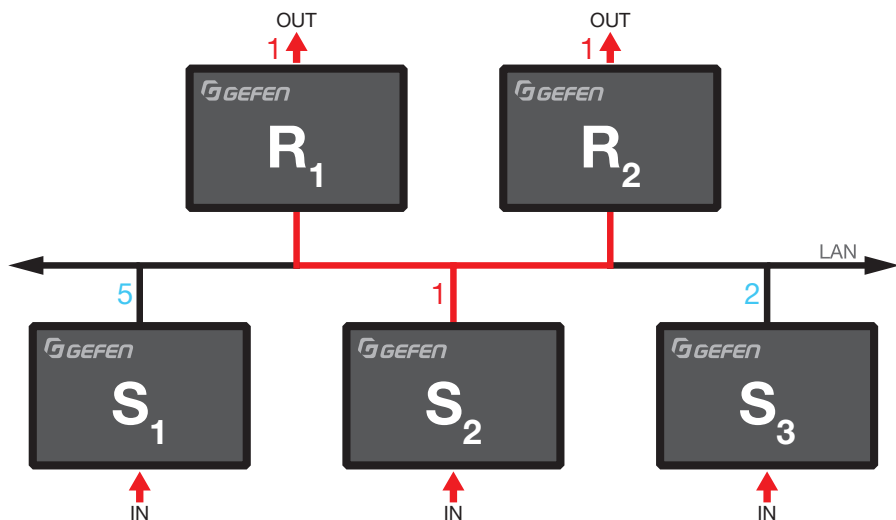 OUT
OUT
1
1
GEFEN
GEFEN
R1
R2
LAN
5
1
2
GEFEN
GEFEN
GEFEN
S1
S2
S3
IN
IN
IN